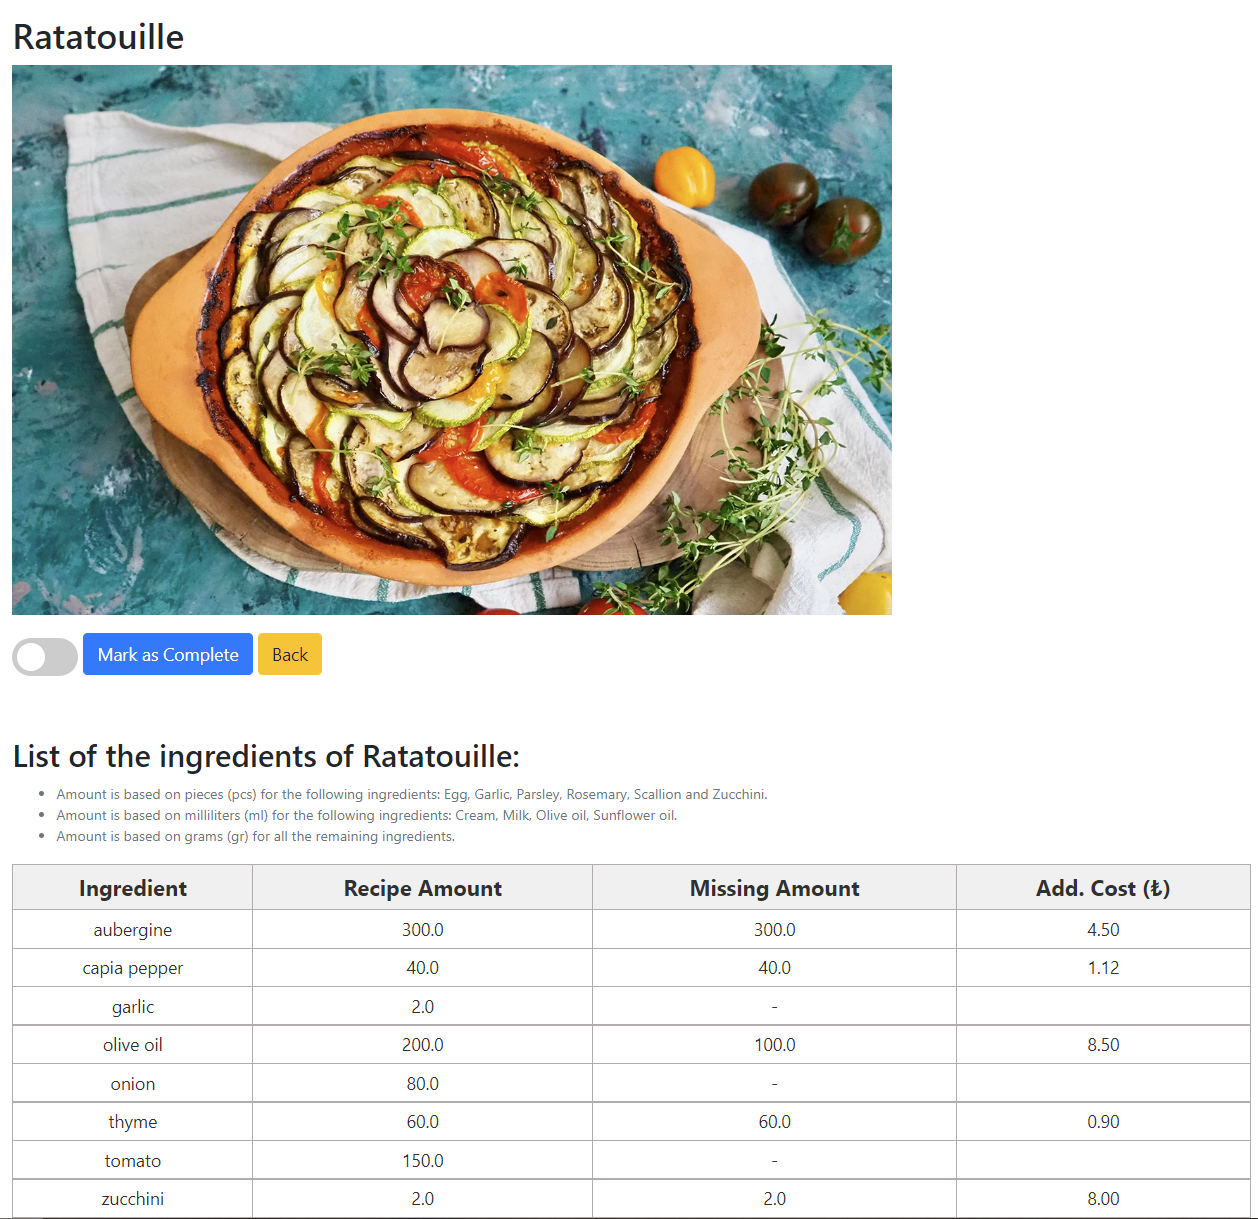 Ratatouille
Mark as Complete Back
List of the ingredients of Ratatouille:
• Amount is based on pieces (pcs) for the following ingredients: Egg, Garlic, Parsley, Rosemary, Scallion and Zucchini.
• Amount is based on milliliters (ml) for the following ingredients: Cream, Milk, Olive oil, Sunflower oil.
• Amount is based on grams (gr) for all the remaining ingredients.
Ingredient Recipe Amount Missing Amount Add. Cost (₺)
aubergine 300.0 300.0 4.50
capia pepper 40.0 40.0 1.12
garlic 2.0 -
olive oil 200.0 100.0 8.50
onion 80.0 -
thyme 60.0 60.0 0.90
tomato 150.0 -
zucchini 2.0 2.0 8.00